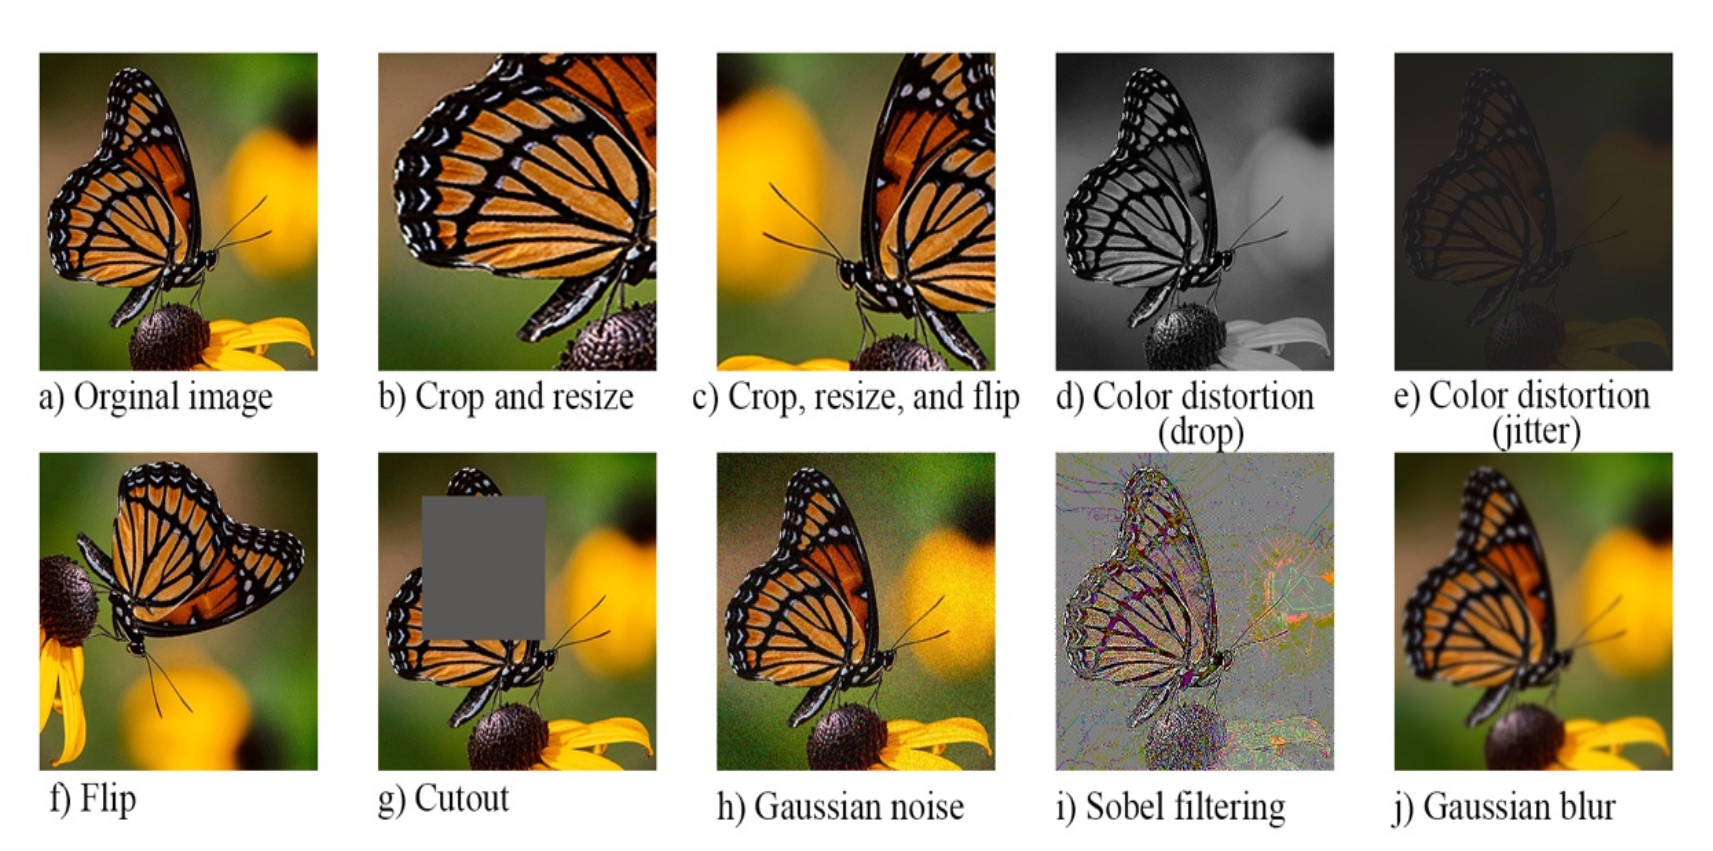 a) Orginal image
b) Crop and resize
c) Crop, resize, and flip
d) Color distortion
(drop)
e) Color distortion
(jitter)
f) Flip
g) Cutout
h) Gaussian noise
i) Sobel filtering
j) Gaussian blur